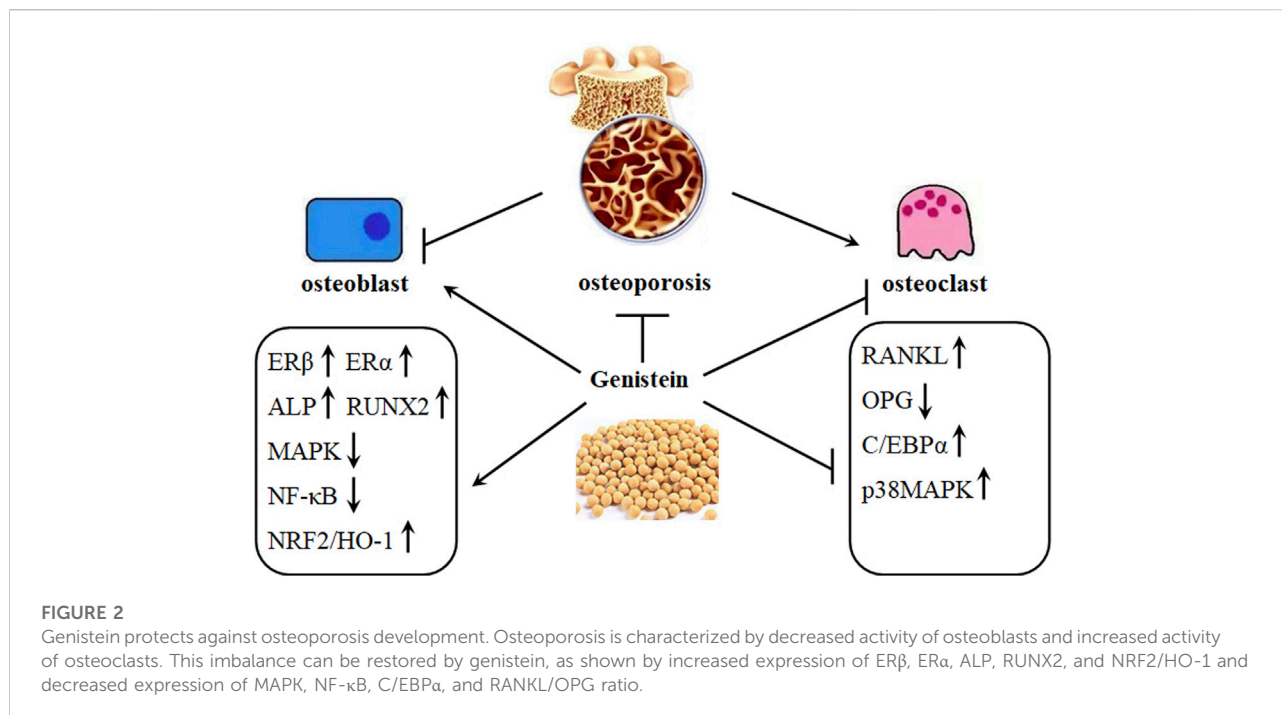 osteoblast
osteoporosis
osteoclast
ERβ↑ ERα↑
ALP↑ RUNX2↑
MAPK↓
NF-κB↓
NRF2/HO-1↑
Genistein
RANKL↑
OPG↓
C/EBPα↑
p38MAPK↑
FIGURE 2
Genistein protects against osteoporosis development. Osteoporosis is characterized by decreased activity of osteoblasts and increased activity
of osteoclasts. This imbalance can be restored by genistein, as shown by increased expression of ERβ, ERα, ALP, RUNX2, and NRF2/HO-1 and
decreased expression of MAPK, NF-κB, C/EBPα, and RANKL/OPG ratio.